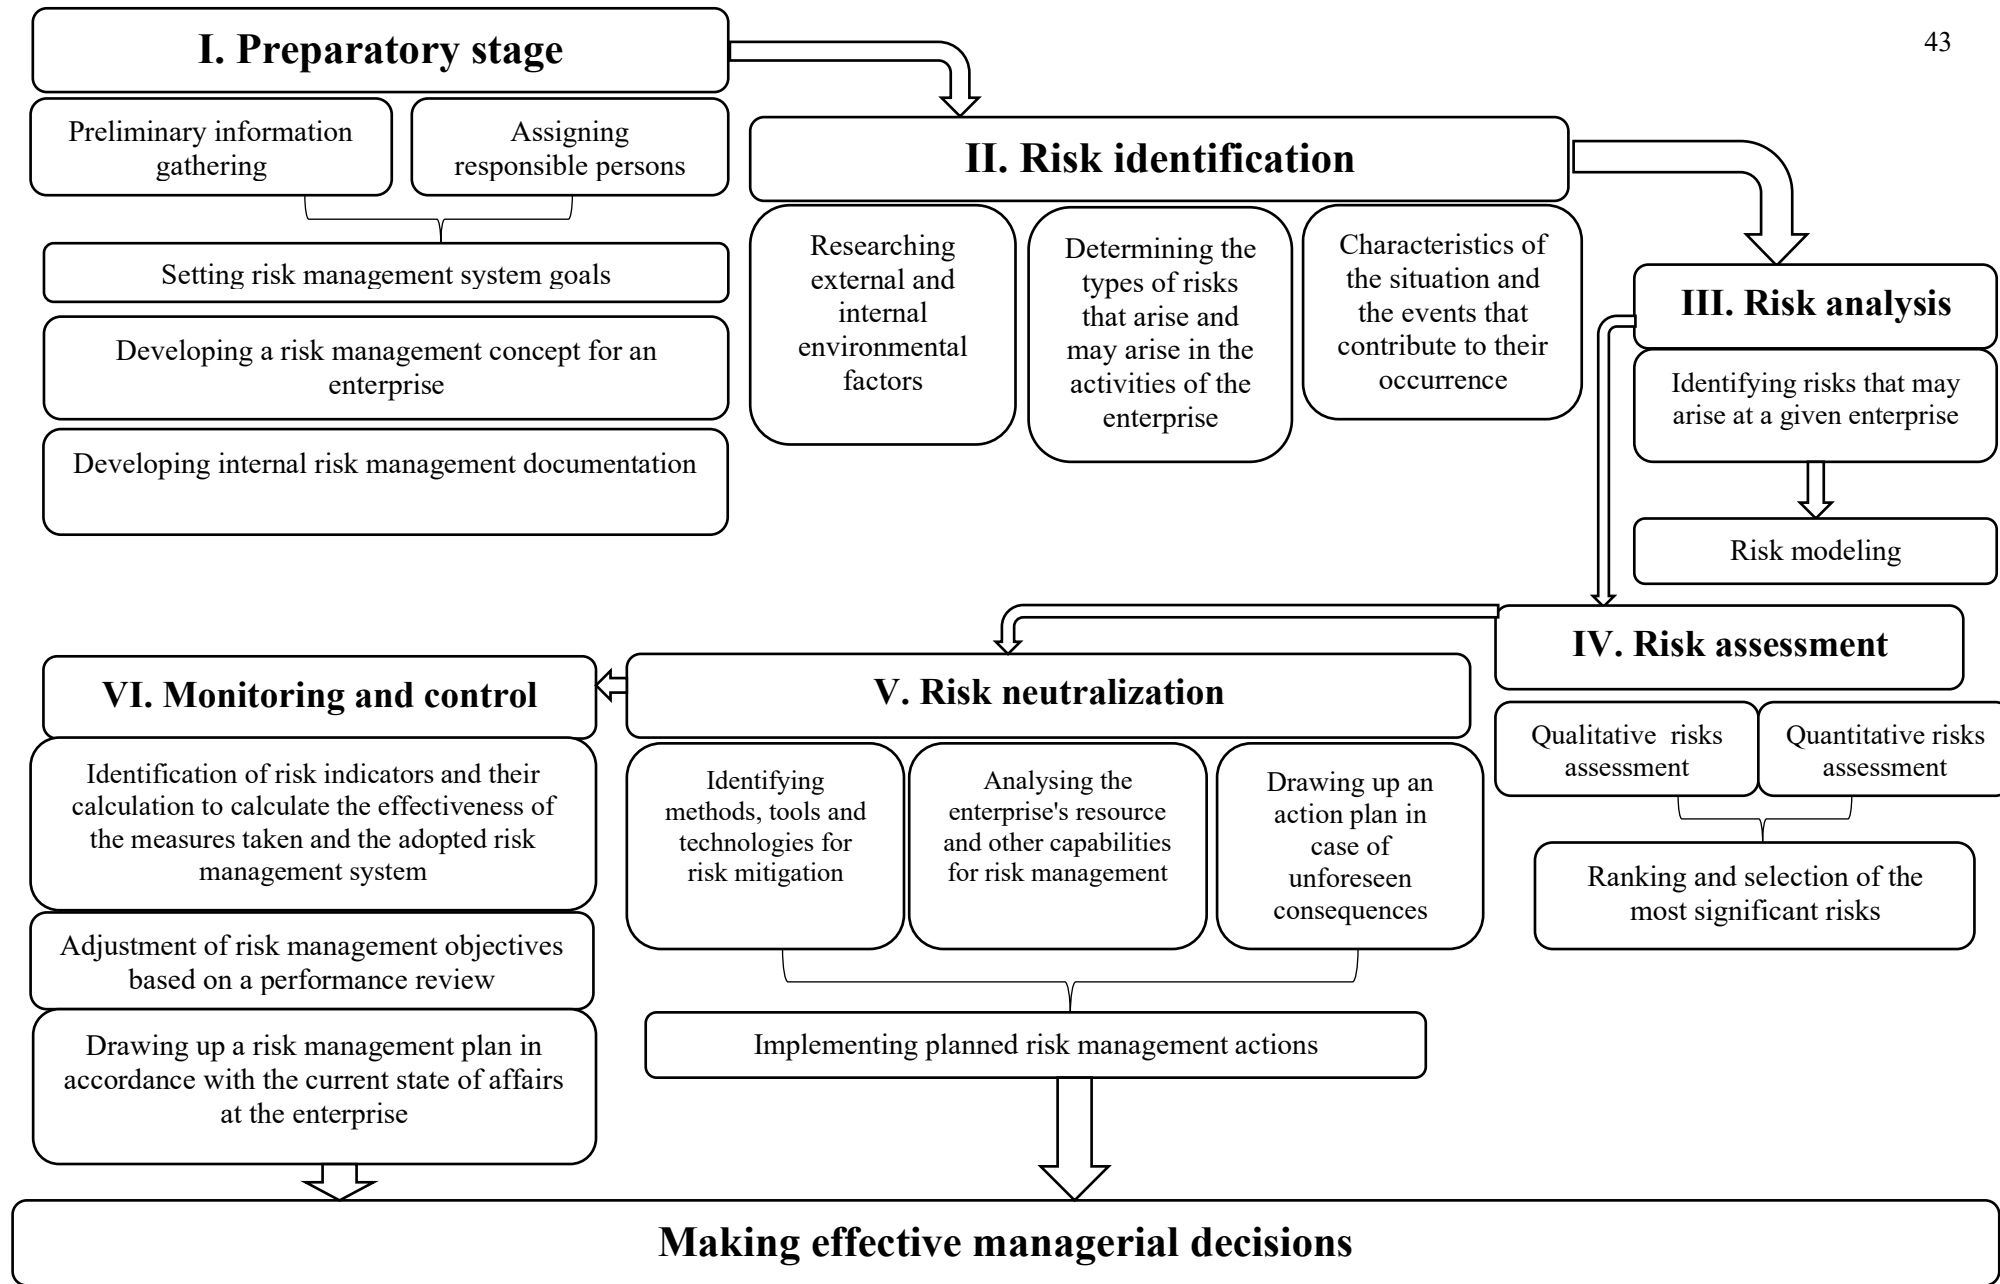 43
I. Preparatory stage
Preliminary information
gathering
Assigning
responsible persons
Setting risk management system goals
Developing a risk management concept for an
enterprise
Developing internal risk management documentation
II. Risk identification
Researching
external and
internal
environmental
factors
Determining the
types of risks
that arise and
may arise in the
activities of the
enterprise
Characteristics of
the situation and
the events that
contribute to their
occurrence
III. Risk analysis
Identifying risks that may
arise at a given enterprise
Risk modeling
IV. Risk assessment
Qualitative risks
assessment
Quantitative risks
assessment
Ranking and selection of the
most significant risks
V. Risk neutralization
Identifying
methods, tools and
technologies for
risk mitigation
Analysing the
enterprise's resource
and other capabilities
for risk management
Drawing up an
action plan in
case of
unforeseen
consequences
Implementing planned risk management actions
VI. Monitoring and control
Identification of risk indicators and their
calculation to calculate the effectiveness of
the measures taken and the adopted risk
management system
Adjustment of risk management objectives
based on a performance review
Drawing up a risk management plan in
accordance with the current state of affairs
at the enterprise
Making effective managerial decisions